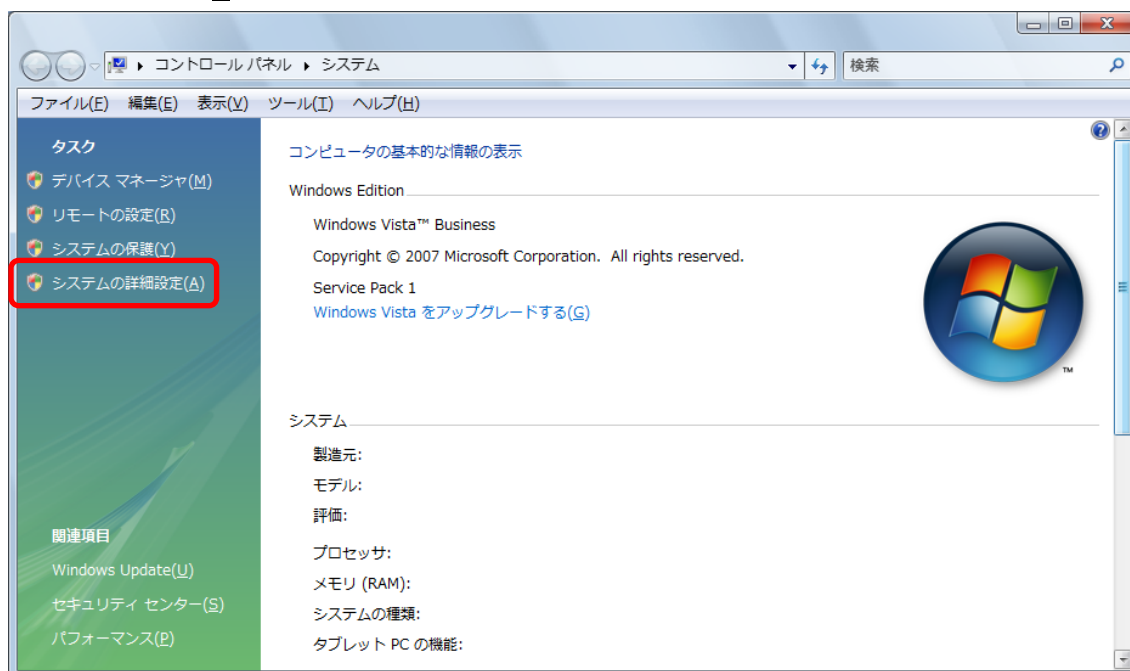 コントロール パネル ▸ システム
検索
ファイル(F) 編集(E) 表示(V) ツール(T) ヘルプ(H)
タスク
デバイス マネージャ(M)
リモートの設定(R)
システムの保護(Y)
システムの詳細設定(A)
関連項目
Windows Update(U)
セキュリティ センター(S)
パフォーマンス(P)
コンピュータの基本的な情報の表示
Windows Edition
Windows Vista™ Business
Copyright © 2007 Microsoft Corporation. All rights reserved.
Service Pack 1
Windows Vista をアップグレードする(G)
TM
システム
製造元:
モデル:
評価:
プロセッサ:
メモリ (RAM):
システムの種類:
タブレット PC の機能: